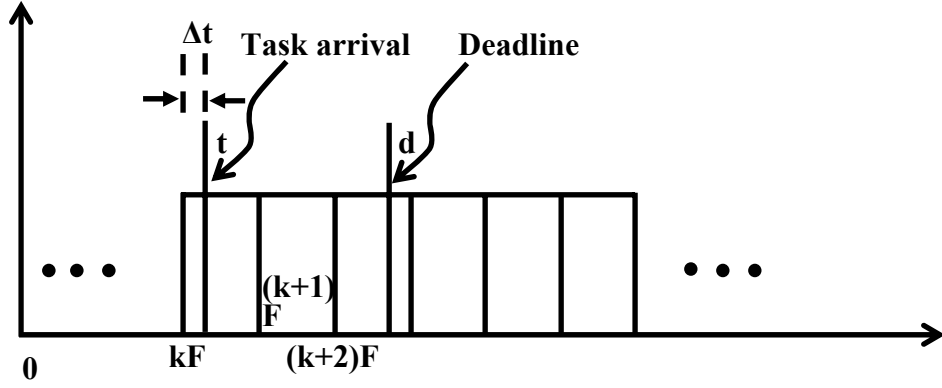 Δt
Task arrival
Deadline
t
d
(k+1)
F
kF
(k+2)F
0